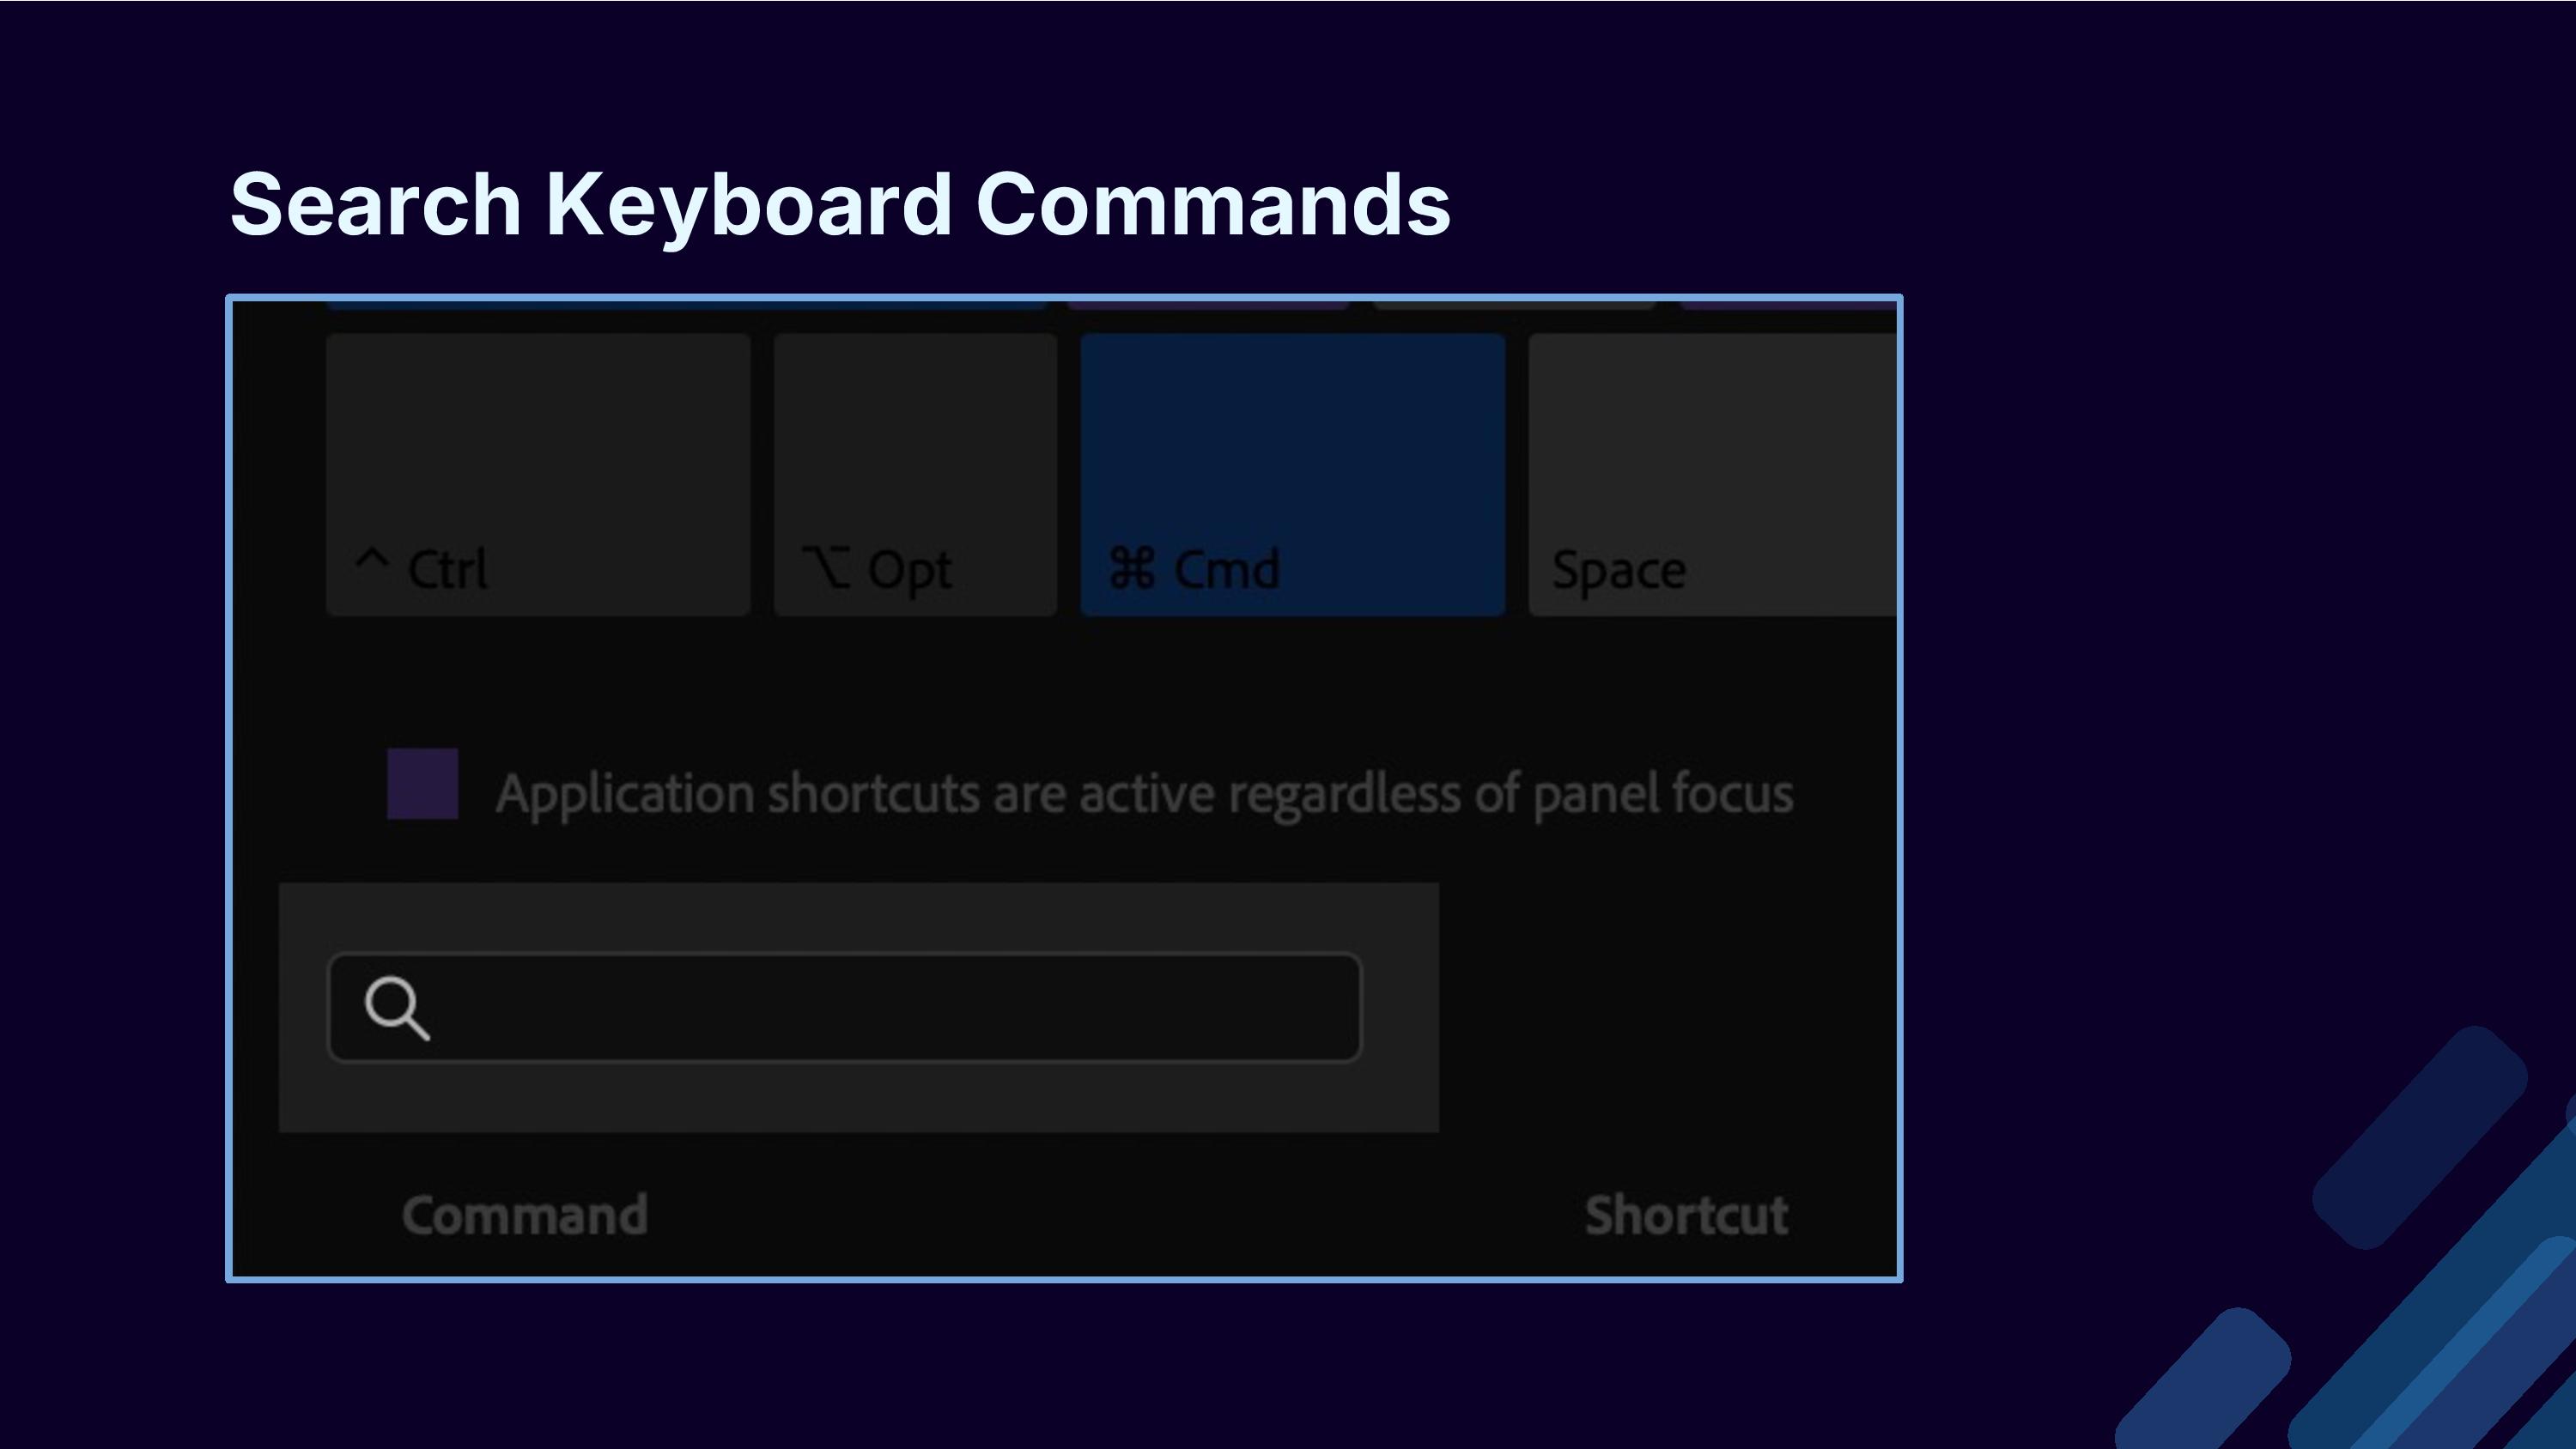 Search Keyboard Commands
^ Ctrl
⌥ Opt
⌘ Cmd
Space
Application shortcuts are active regardless of panel focus
Command
Shortcut